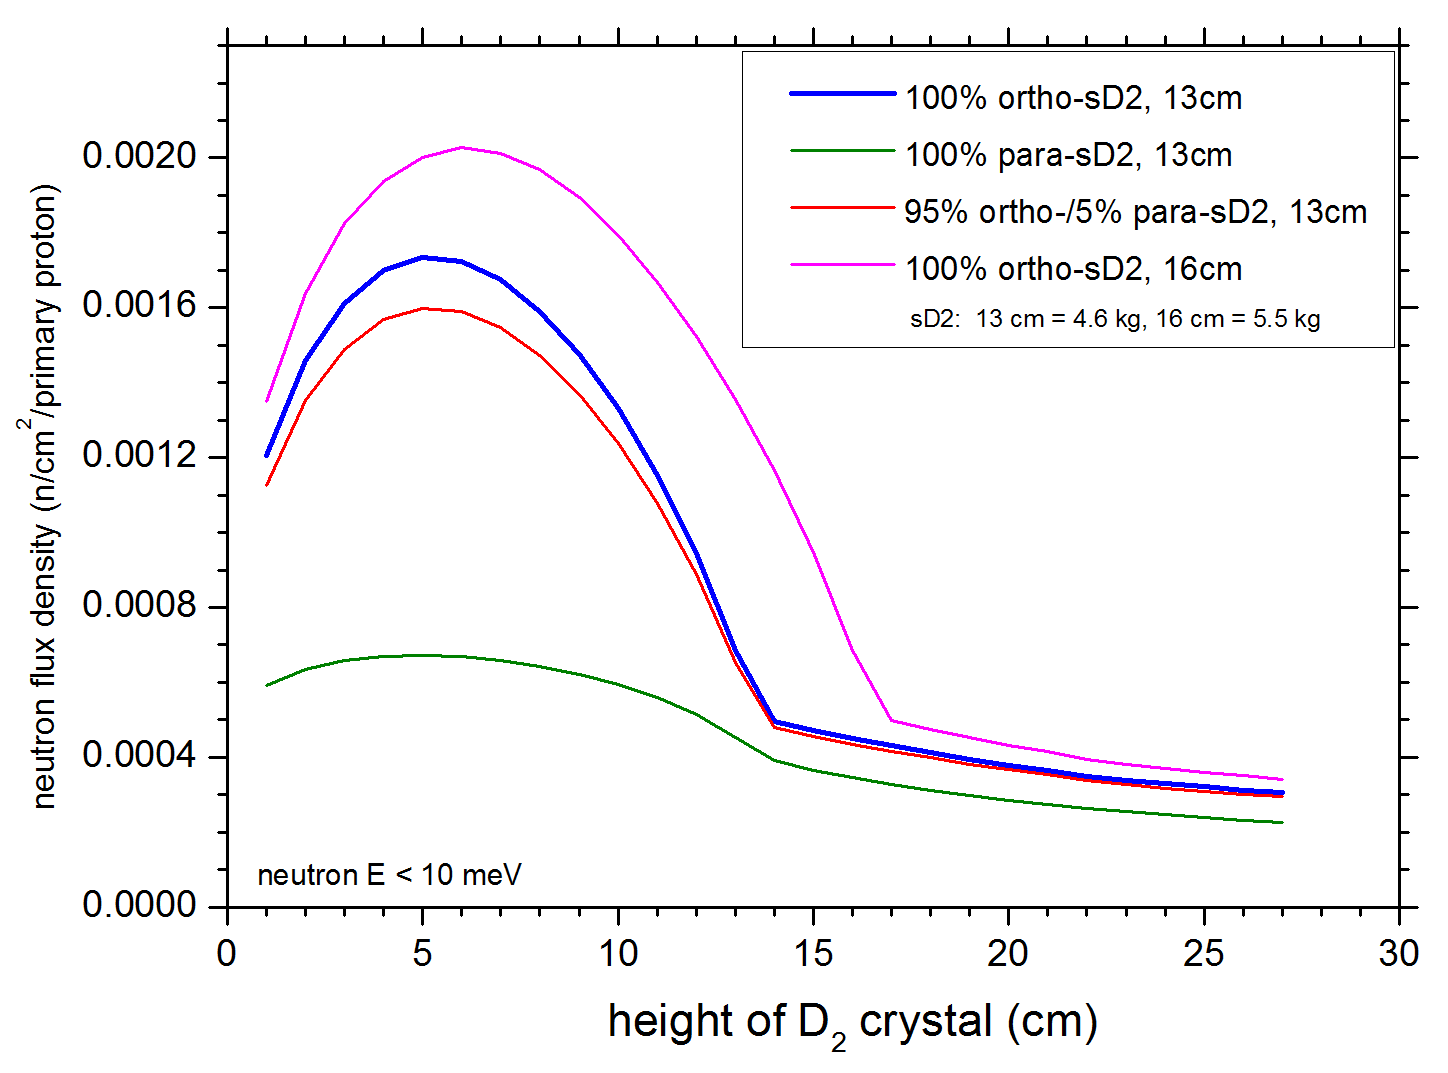 100% ortho-sD2, 13cm
100% para-sD2, 13cm
95% ortho-/5% para-sD2, 13cm
100% ortho-sD2, 16cm
sD2: 13 cm = 4.6 kg, 16 cm = 5.5 kg
neutron flux density (n/cm²/primary proton)
0.0020
0.0016
0.0012
0.0008
0.0004
0.0000
neutron E < 10 meV
0 5 10 15 20 25 30
height of D₂ crystal (cm)